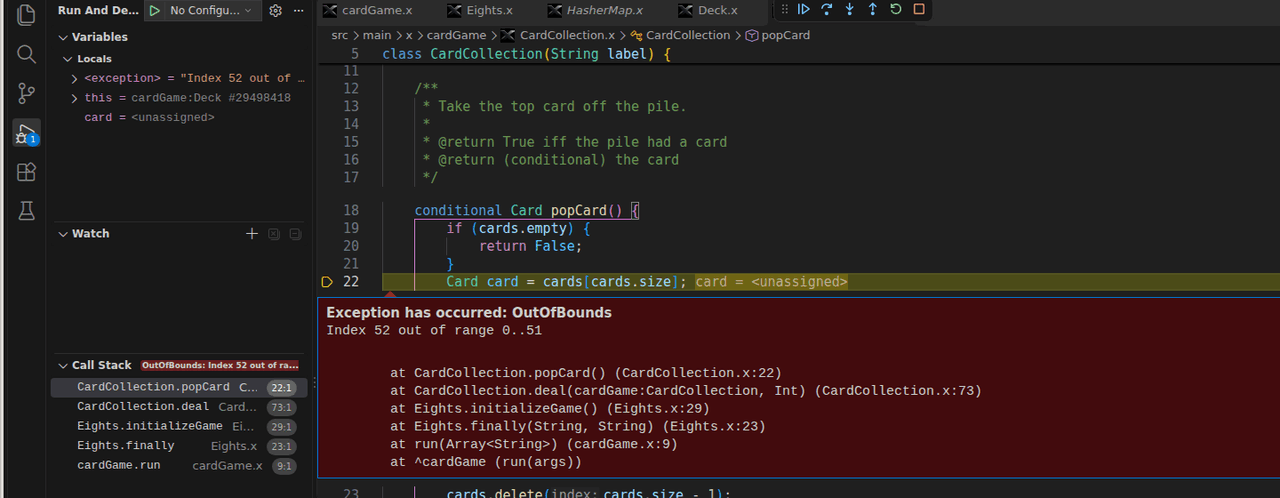 Run And De... No Configu...
cardGame.x Eights.x HasherMap.x Deck.x
src > main > x > cardGame > CardCollection.x > CardCollection > popCard
Variables
Locals
<exception> = "Index 52 out of ...
this = cardGame:Deck #29498418
card = <unassigned>
1
Watch
Call Stack OutOfBounds: Index 52 out of ra...
CardCollection.popCard C... 22:1
CardCollection.deal Card... 73:1
Eights.initializeGame Ei... 29:1
Eights.finally Eights.x 23:1
cardGame.run cardGame.x 9:1
5 class CardCollection(String label) {
11
12 /**
13 * Take the top card off the pile.
14 *
15 * @return True iff the pile had a card
16 * @return (conditional) the card
17 */
18 conditional Card popCard() {
19 if (cards.empty) {
20 return False;
21 }
22 Card card = cards[cards.size]; card = <unassigned>
Exception has occurred: OutOfBounds
Index 52 out of range 0..51
at CardCollection.popCard() (CardCollection.x:22)
at CardCollection.deal(cardGame:CardCollection, Int) (CardCollection.x:73)
at Eights.initializeGame() (Eights.x:29)
at Eights.finally(String, String) (Eights.x:23)
at run(Array<String>) (cardGame.x:9)
at ^cardGame (run(args))
23 cards.delete(index: cards.size - 1);